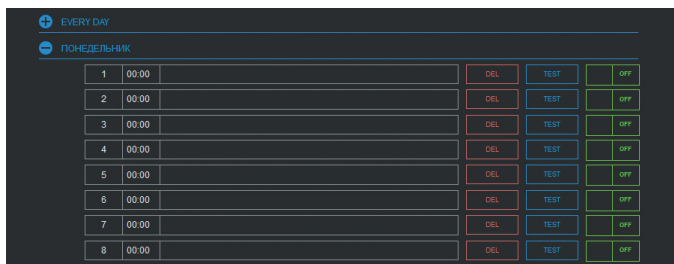 EVERY DAY
ПОНЕДЕЛЬНИК
1 00:00 DEL TEST OFF
2 00:00 DEL TEST OFF
3 00:00 DEL TEST OFF
4 00:00 DEL TEST OFF
5 00:00 DEL TEST OFF
6 00:00 DEL TEST OFF
7 00:00 DEL TEST OFF
8 00:00 DEL TEST OFF